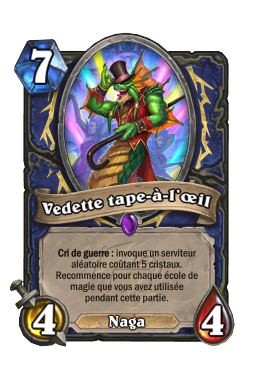 7
Vedette tape-à-l'œil
Cri de guerre : invoque un serviteur
aléatoire coûtant 5 cristaux.
Recommence pour chaque école de
magie que vous avez utilisée
pendant cette partie.
4
Naga
4